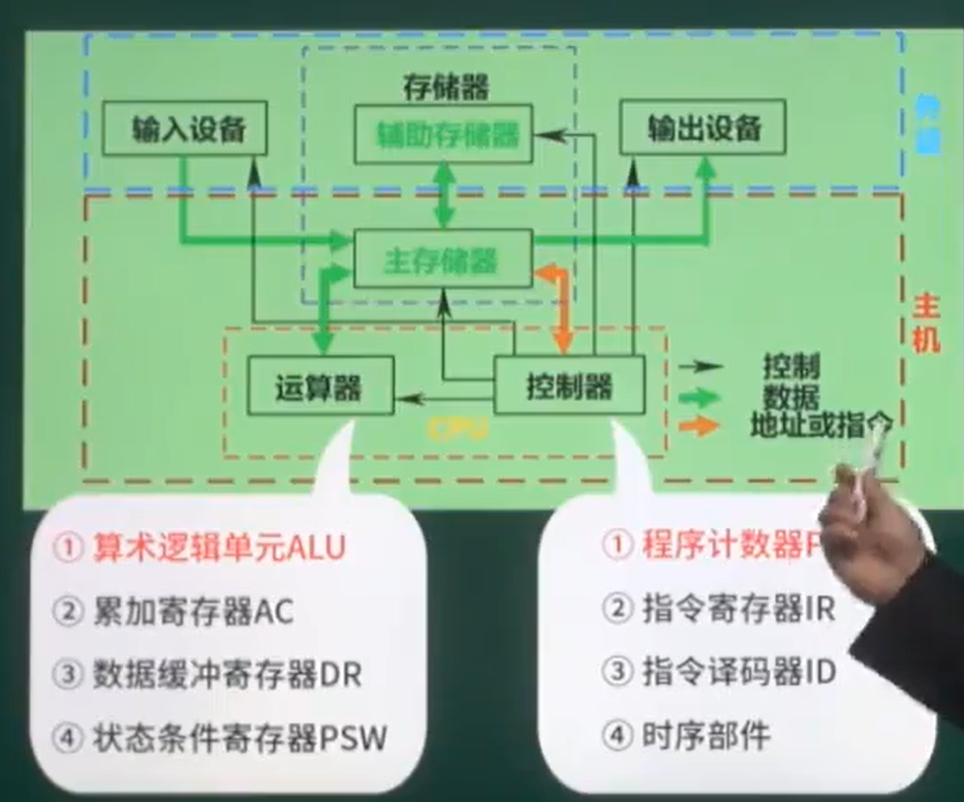 存储器
输入设备
辅助存储器
输出设备
外设
主存储器
主机
运算器
控制器
CPU
控制
数据
地址或指令
① 算术逻辑单元ALU
② 累加寄存器AC
③ 数据缓冲寄存器DR
④ 状态条件寄存器PSW
① 程序计数器P
② 指令寄存器IR
③ 指令译码器ID
④ 时序部件